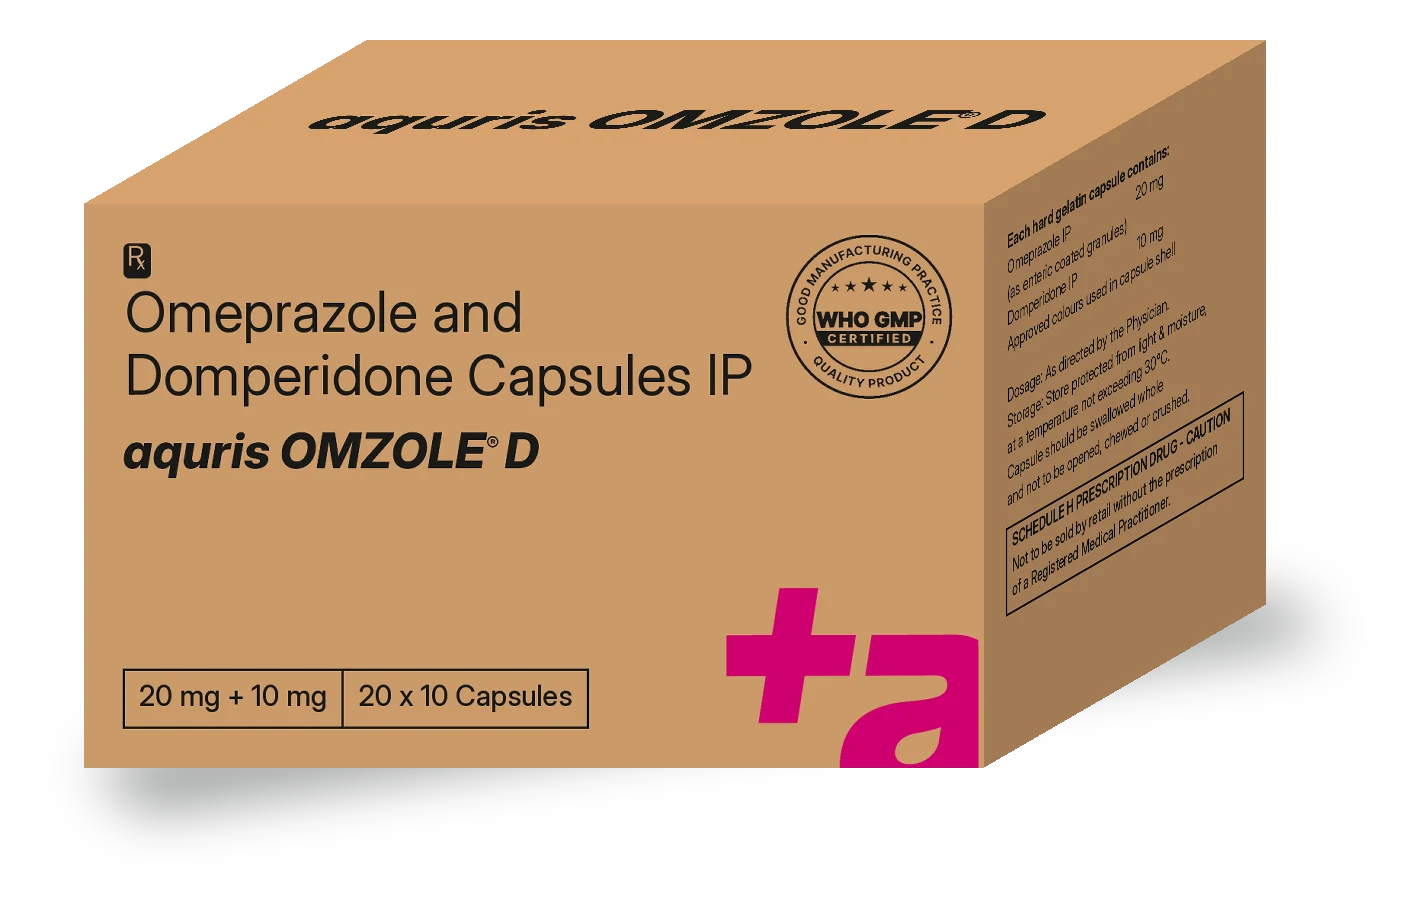 aquris OMZOLE® D
Rx
Omeprazole and
Domperidone Capsules IP
aquris OMZOLE® D
20 mg + 10 mg
20 x 10 Capsules
GOOD MANUFACTURING PRACTICE
WHO GMP
CERTIFIED
QUALITY PRODUCT
+a
Each hard gelatin capsule contains:
Omeprazole IP 20 mg
(as enteric coated granules)
Domperidone IP 10 mg
Approved colours used in capsule shell
Dosage: As directed by the Physician.
Storage: Store protected from light & moisture,
at a temperature not exceeding 30°C.
Capsule should be swallowed whole
and not to be opened, chewed or crushed.
SCHEDULE H PRESCRIPTION DRUG - CAUTION
Not to be sold by retail without the prescription
of a Registered Medical Practitioner.